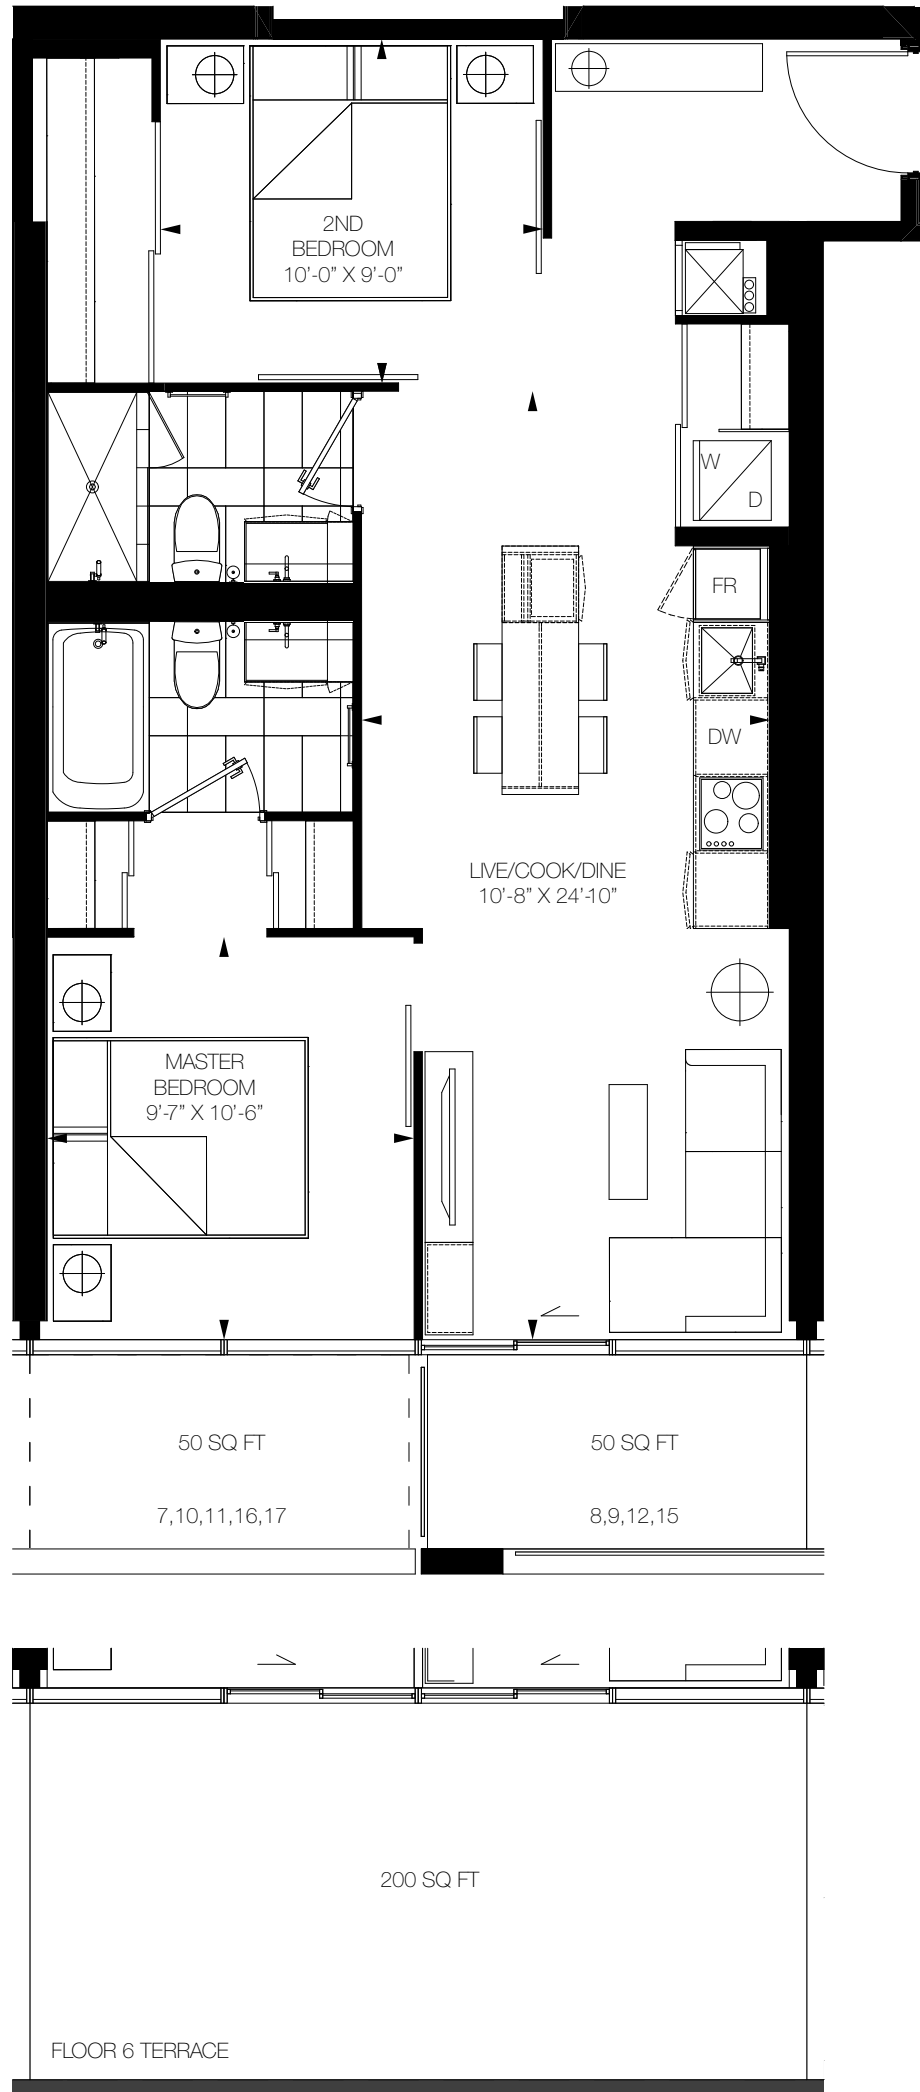 2ND
BEDROOM
10'-0" X 9'-0"
W
D
FR
DW
LIVE/COOK/DINE
10'-8" X 24'-10"
MASTER
BEDROOM
9'-7" X 10'-6"
50 SQ FT
50 SQ FT
7,10,11,16,17
8,9,12,15
200 SQ FT
FLOOR 6 TERRACE